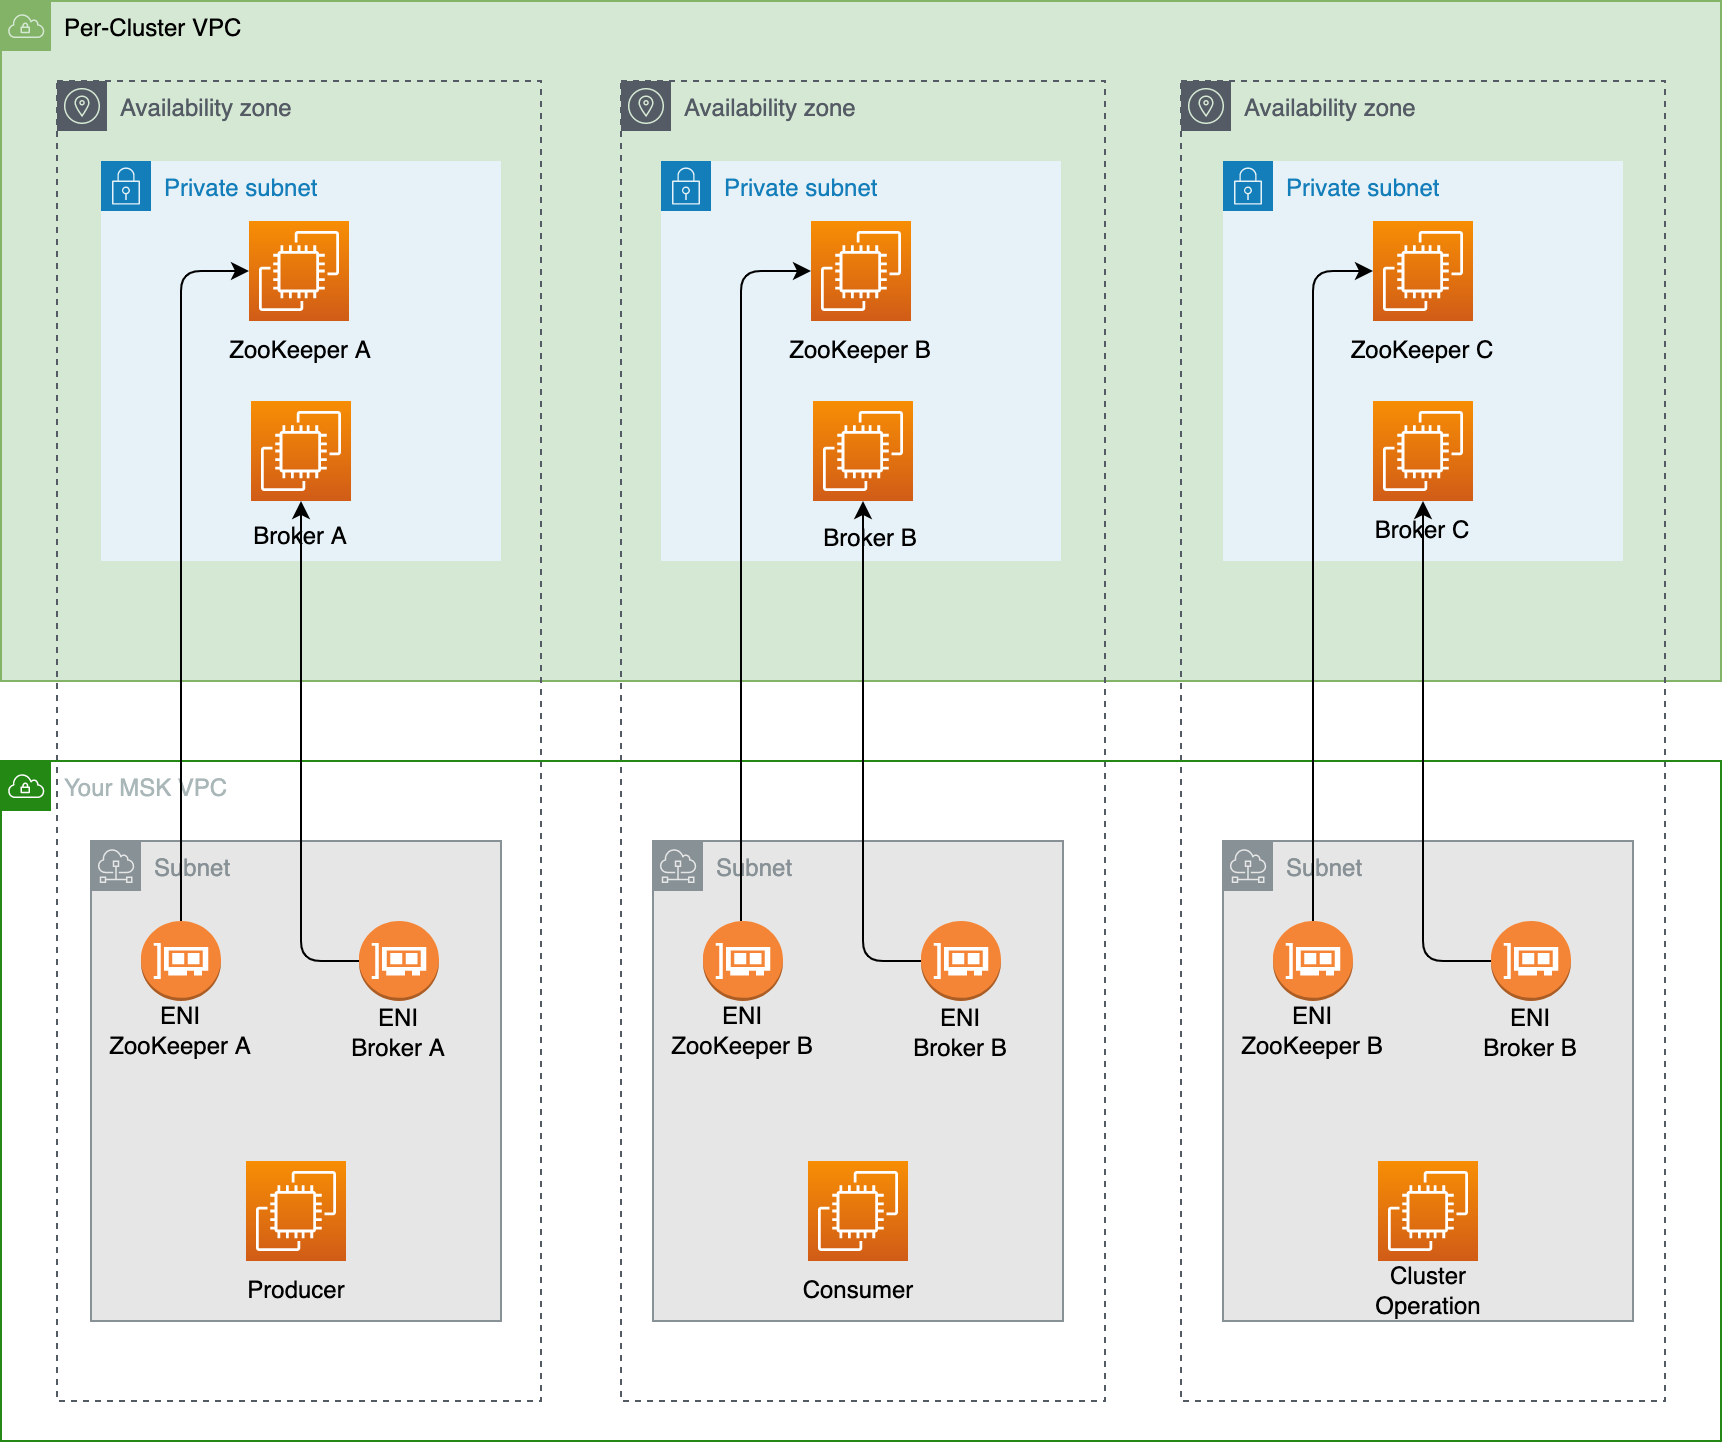 Per-Cluster VPC
Availability zone
Availability zone
Availability zone
Private subnet
Private subnet
Private subnet
ZooKeeper A
ZooKeeper B
ZooKeeper C
Broker A
Broker B
Broker C
Your MSK VPC
Subnet
Subnet
Subnet
ENI
ZooKeeper A
ENI
Broker A
ENI
ZooKeeper B
ENI
Broker B
ENI
ZooKeeper B
ENI
Broker B
Producer
Consumer
Cluster
Operation